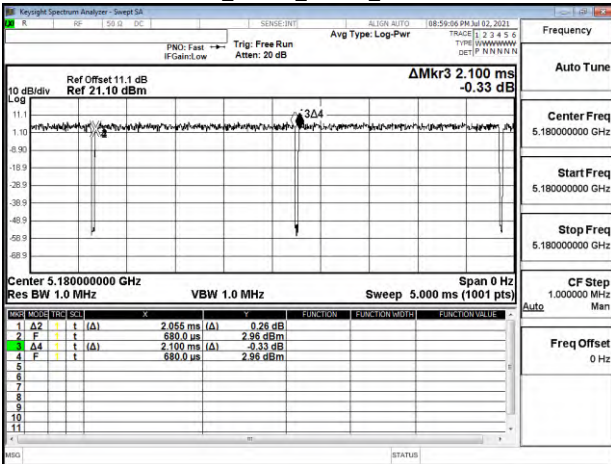 Keysight Spectrum Analyzer - Swept SA
R RF 50 Ω DC SENSE:INT ALIGN AUTO 08:59:06 PM Jul 02, 2021
Avg Type: Log-Pwr
TRACE 1 2 3 4 5 6
TYPE WWWWWW
DET P N N N N N
PNO: Fast
IFGain:Low
Trig: Free Run
Atten: 20 dB
Ref Offset 11.1 dB
10 dB/div Ref 21.10 dBm
Log
ΔMkr3 2.100 ms
-0.33 dB
3Δ4
11.1
1.10
-8.90
-18.9
-28.9
-38.9
-48.9
-58.9
-68.9
Center 5.180000000 GHz Span 0 Hz
Res BW 1.0 MHz VBW 1.0 MHz Sweep 5.000 ms (1001 pts)
MKR MODE TRC SCL X Y FUNCTION FUNCTION WIDTH FUNCTION VALUE
1 Δ2 1 t (Δ) 2.055 ms (Δ) 0.26 dB
2 F 1 t 680.0 µs 2.96 dBm
3 Δ4 1 t (Δ) 2.100 ms (Δ) -0.33 dB
4 F 1 t 680.0 µs 2.96 dBm
5
6
7
8
9
10
11
MSG STATUS
Frequency
Auto Tune
Center Freq
5.180000000 GHz
Start Freq
5.180000000 GHz
Stop Freq
5.180000000 GHz
CF Step
1.000000 MHz
Auto Man
Freq Offset
0 Hz